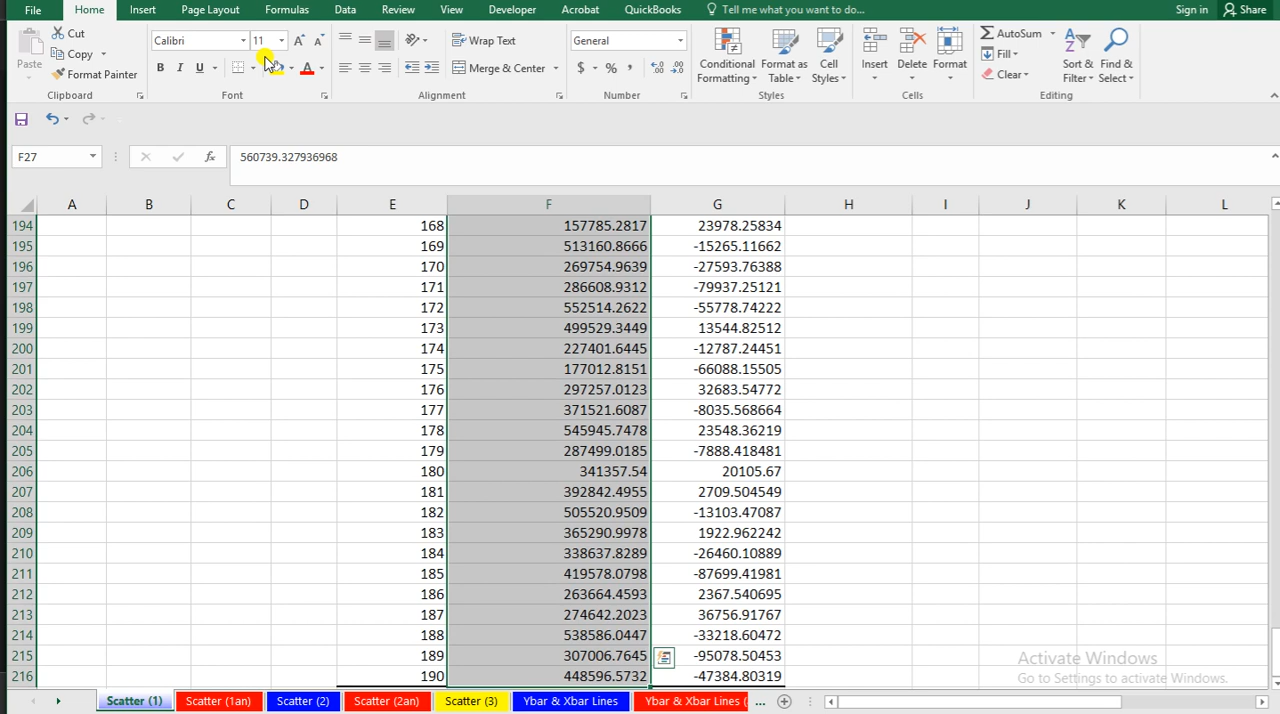 File Home Insert Page Layout Formulas Data Review View Developer Acrobat QuickBooks Tell me what you want to do... Sign in Share
Paste Cut Copy Format Painter Clipboard
Calibri 11 B I U A Font
Wrap Text Merge & Center Alignment
General $ % , Number
Conditional Formatting Format as Table Cell Styles Styles
Insert Delete Format Cells
AutoSum Fill Clear Sort & Filter Find & Select Editing
F27 fx 560739.327936968
A B C D E F G H I J K L
194 168 157785.2817 23978.25834
195 169 513160.8666 -15265.11662
196 170 269754.9639 -27593.76388
197 171 286608.9312 -79937.25121
198 172 552514.2622 -55778.74222
199 173 499529.3449 13544.82512
200 174 227401.6445 -12787.24451
201 175 177012.8151 -66088.15505
202 176 297257.0123 32683.54772
203 177 371521.6087 -8035.568664
204 178 545945.7478 23548.36219
205 179 287499.0185 -7888.418481
206 180 341357.54 20105.67
207 181 392842.4955 2709.504549
208 182 505520.9509 -13103.47087
209 183 365290.9978 1922.962242
210 184 338637.8289 -26460.10889
211 185 419578.0798 -87699.41981
212 186 263664.4593 2367.540695
213 187 274642.2023 36756.91767
214 188 538586.0447 -33218.60472
215 189 307006.7645 -95078.50453
216 190 448596.5732 -47384.80319
Activate Windows
Go to Settings to activate Windows.
Scatter (1) Scatter (1an) Scatter (2) Scatter (2an) Scatter (3) Ybar & Xbar Lines Ybar & Xbar Lines ( ...